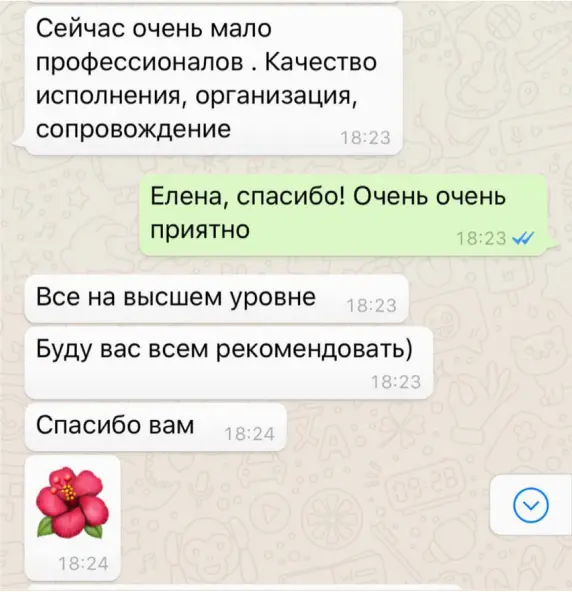 Сейчас очень мало
профессионалов . Качество
исполнения, организация,
сопровождение
18:23
Елена, спасибо! Очень очень
приятно
18:23
Все на высшем уровне
18:23
Буду вас всем рекомендовать)
18:23
Спасибо вам
18:24
18:24